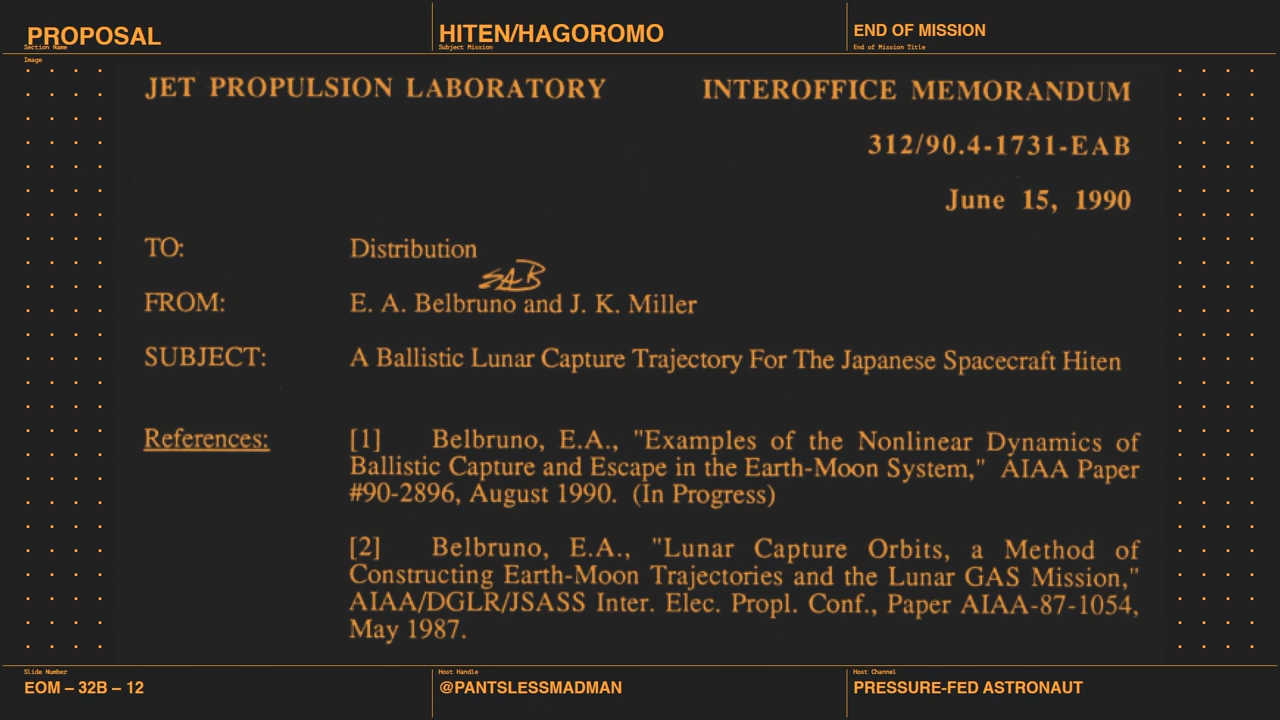 PROPOSAL
Section Name
HITEN/HAGOROMO
Subject Mission
END OF MISSION
End of Mission Title
Image
JET PROPULSION LABORATORY
INTEROFFICE MEMORANDUM
312/90.4-1731-EAB
June 15, 1990
TO: Distribution
EAB
FROM: E. A. Belbruno and J. K. Miller
SUBJECT: A Ballistic Lunar Capture Trajectory For The Japanese Spacecraft Hiten
References: [1] Belbruno, E.A., "Examples of the Nonlinear Dynamics of
Ballistic Capture and Escape in the Earth-Moon System," AIAA Paper
#90-2896, August 1990. (In Progress)
[2] Belbruno, E.A., "Lunar Capture Orbits, a Method of
Constructing Earth-Moon Trajectories and the Lunar GAS Mission,"
AIAA/DGLR/JSASS Inter. Elec. Propl. Conf., Paper AIAA-87-1054,
May 1987.
Slide Number
EOM – 32B – 12
Host Handle
@PANTSLESSMADMAN
Host Channel
PRESSURE-FED ASTRONAUT